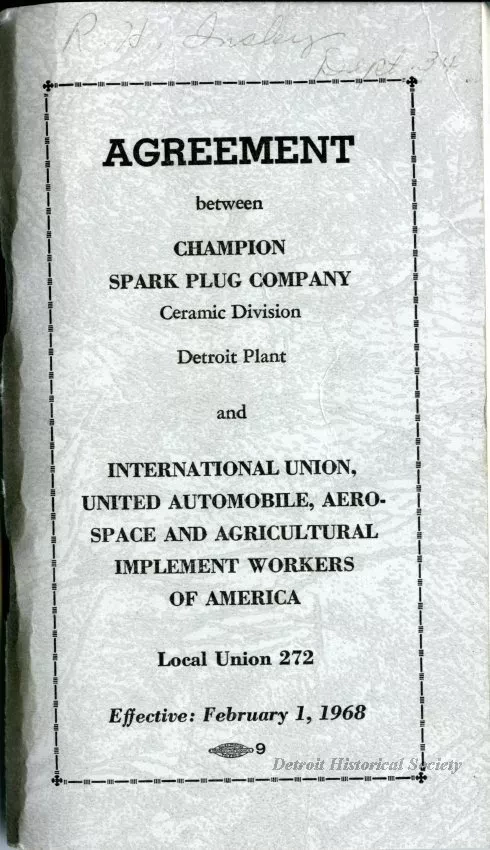 R. H. Insley
Dept. 34
AGREEMENT
between
CHAMPION
SPARK PLUG COMPANY
Ceramic Division
Detroit Plant
and
INTERNATIONAL UNION,
UNITED AUTOMOBILE, AERO-
SPACE AND AGRICULTURAL
IMPLEMENT WORKERS
OF AMERICA
Local Union 272
Effective: February 1, 1968
9
Detroit Historical Society